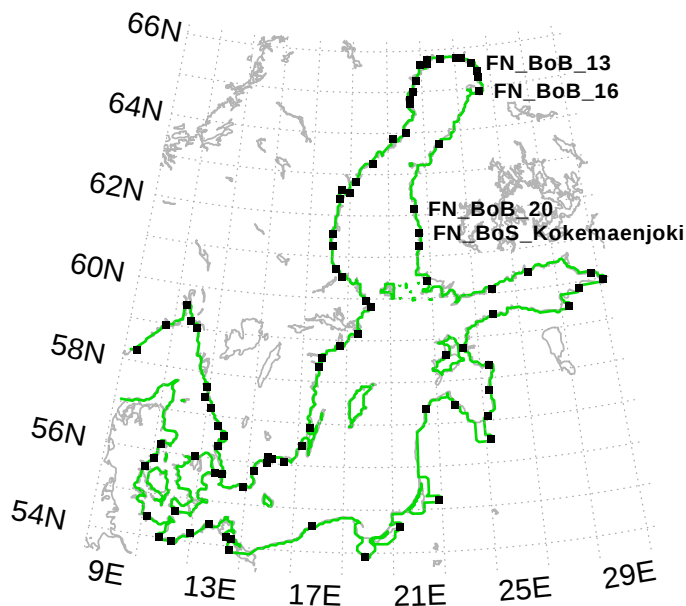 66N
FN_BoB_13
64N
FN_BoB_16
62N
FN_BoB_20
FN_BoS_Kokemaenjoki
60N
58N
56N
54N
9E
13E
17E
21E
25E
29E